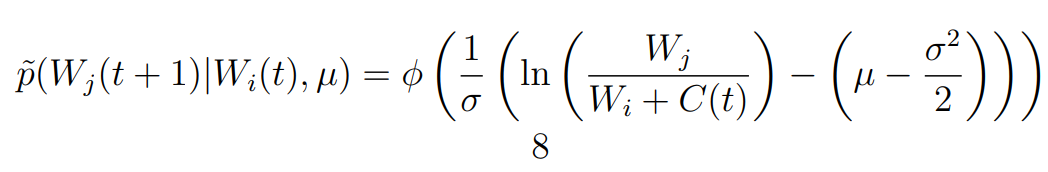 p̃(W_j(t + 1)|W_i(t), μ) = φ(1/σ (ln(W_j/(W_i + C(t))) − (μ − σ²/2)))
8